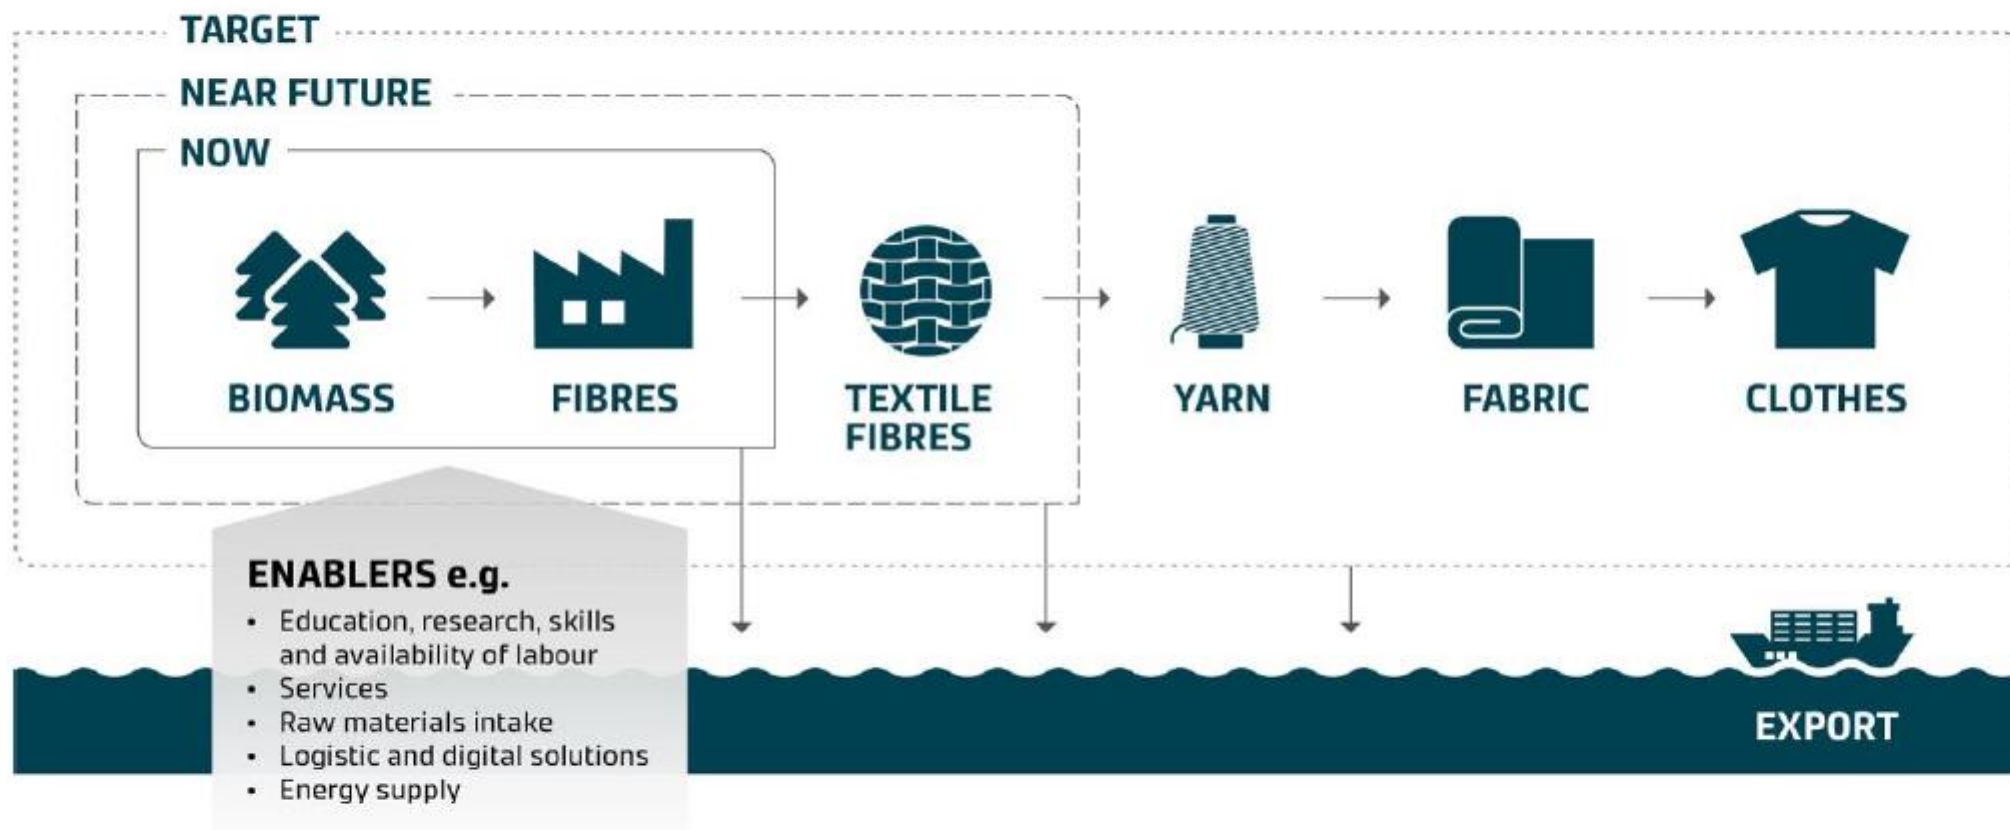 TARGET
NEAR FUTURE
NOW
BIOMASS
FIBRES
TEXTILE
FIBRES
YARN
FABRIC
CLOTHES
ENABLERS e.g.
• Education, research, skills
and availability of labour
• Services
• Raw materials intake
• Logistic and digital solutions
• Energy supply
EXPORT